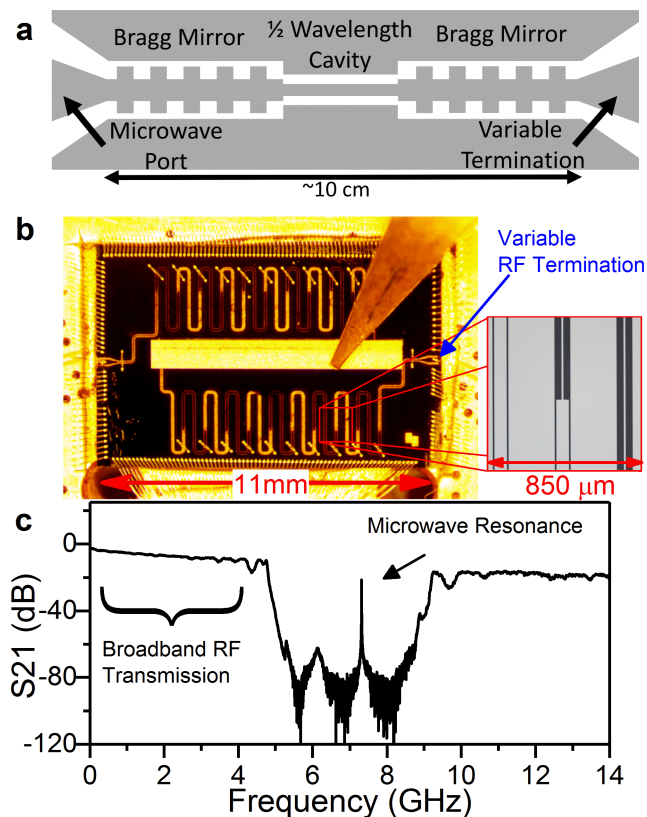 a
Bragg Mirror
½ Wavelength
Cavity
Bragg Mirror
Microwave
Port
Variable
Termination
~10 cm
b
Variable
RF Termination
11mm
850 μm
c
Microwave Resonance
Broadband RF
Transmission
S21 (dB)
0
-40
-80
-120
0 2 4 6 8 10 12 14
Frequency (GHz)